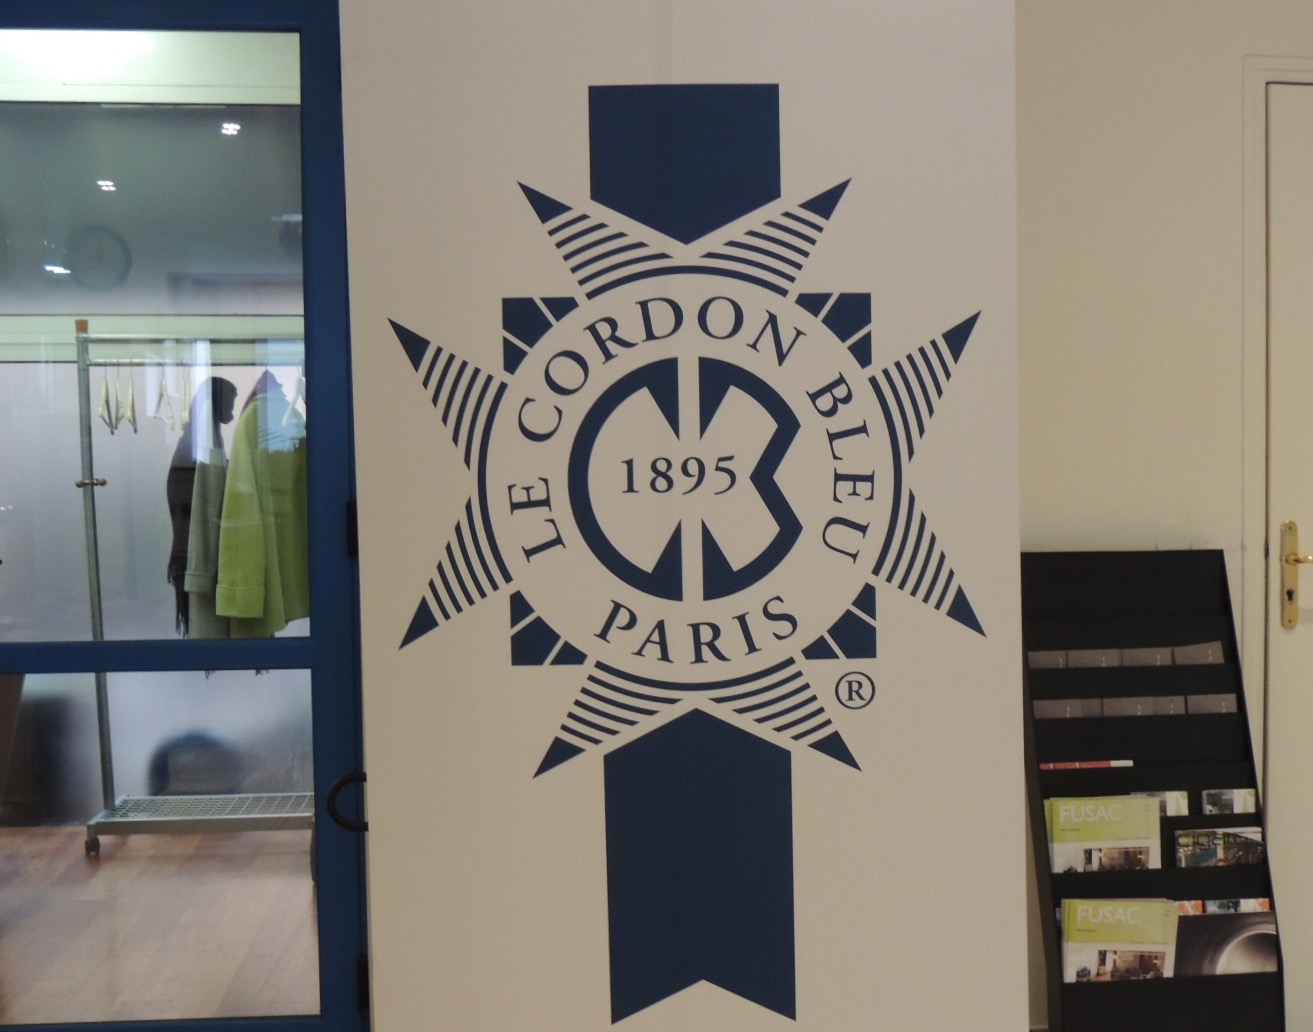 LE CORDON BLEU
1895
PARIS
®
FUSAC
FUSAC